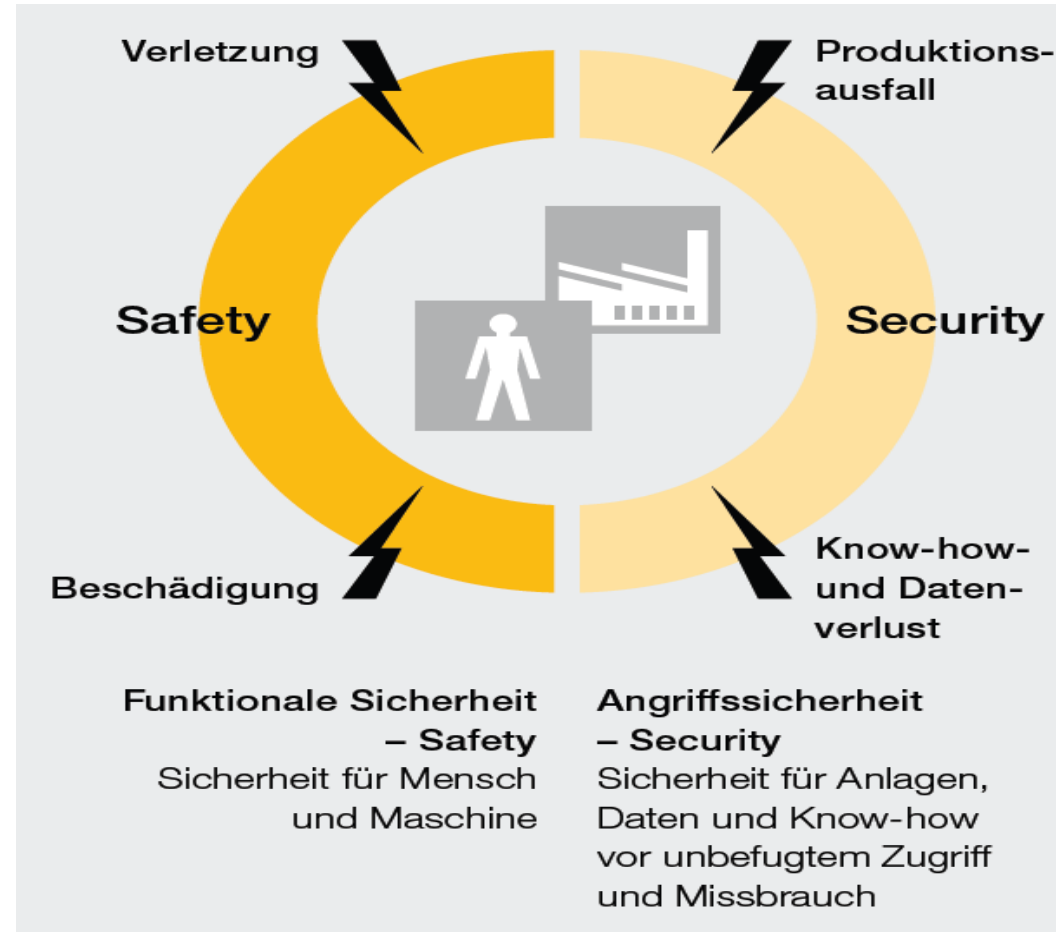 Verletzung
Produktions-
ausfall
Safety
Security
Beschädigung
Know-how-
und Daten-
verlust
Funktionale Sicherheit
– Safety
Sicherheit für Mensch
und Maschine
Angriffssicherheit
– Security
Sicherheit für Anlagen,
Daten und Know-how
vor unbefugtem Zugriff
und Missbrauch